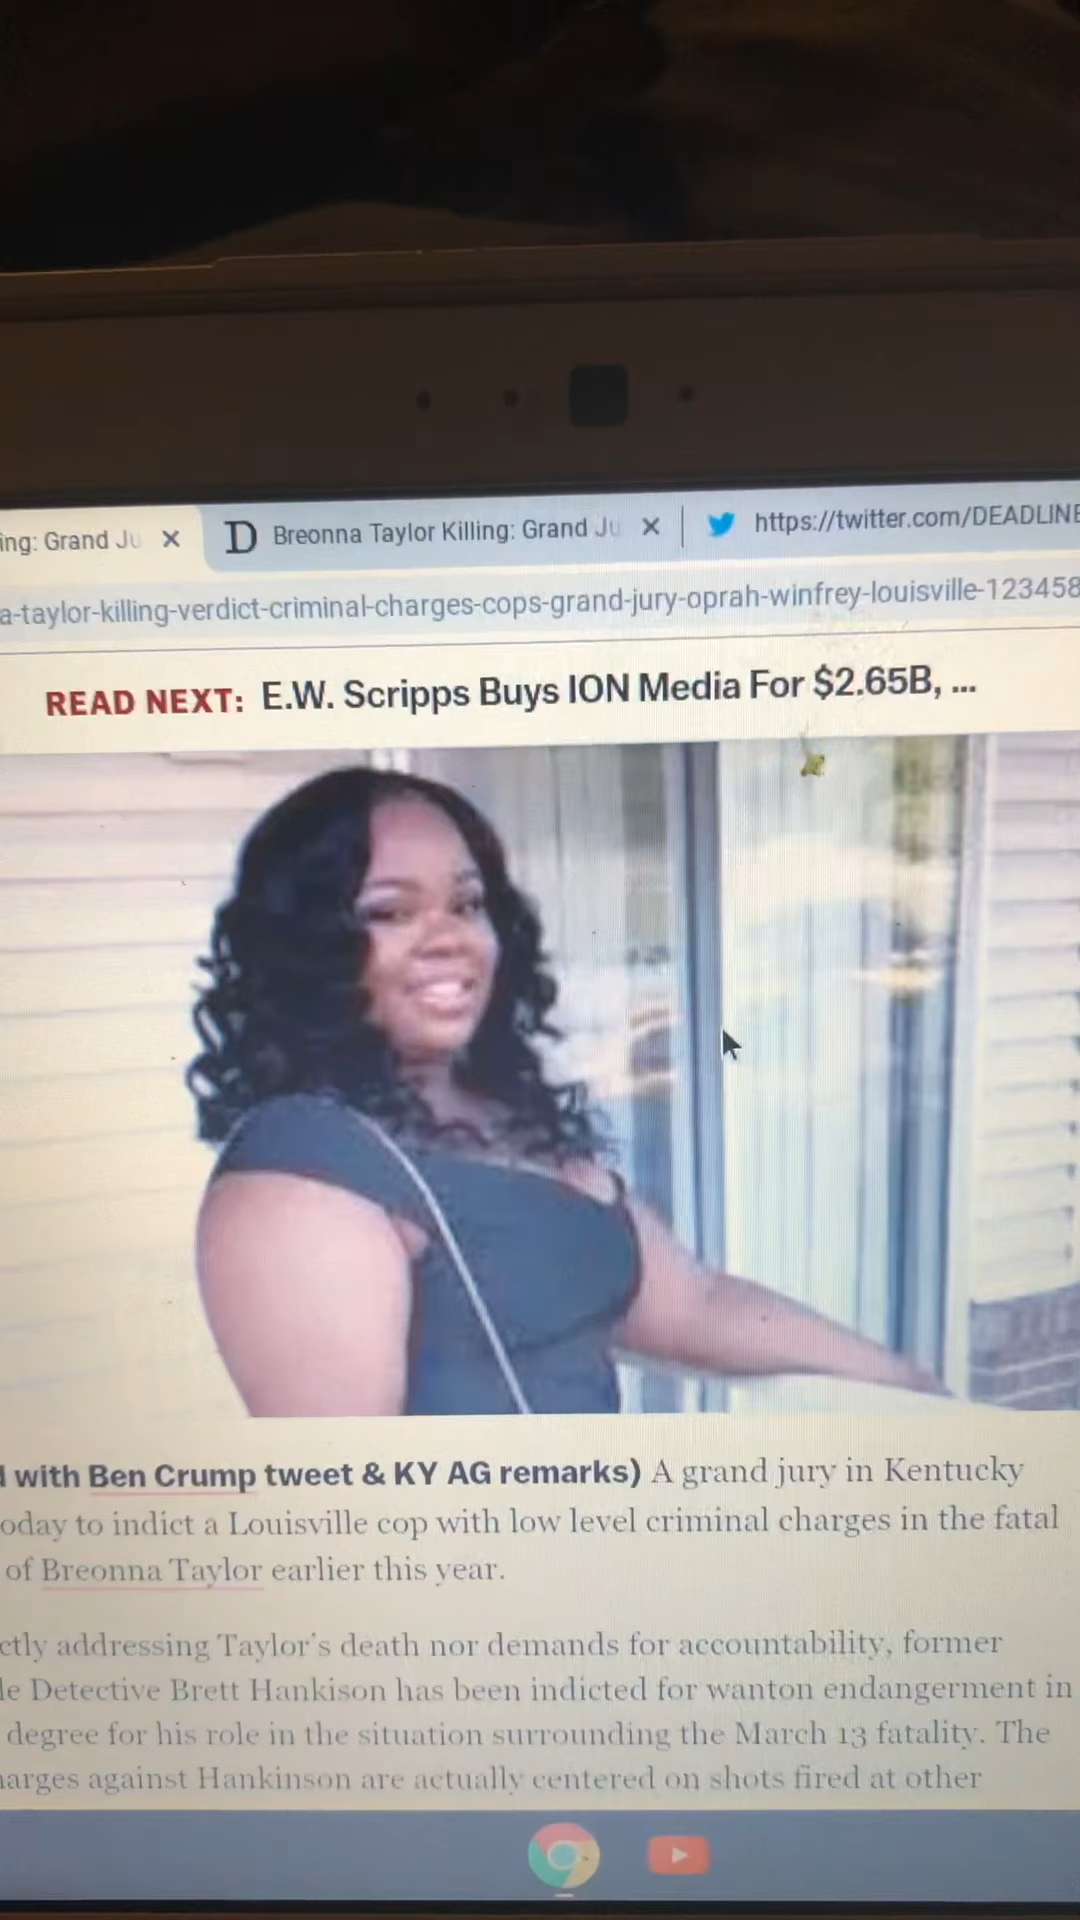 ing: Grand Ju
D Breonna Taylor Killing: Grand Ju
https://twitter.com/DEADLINE
a-taylor-killing-verdict-criminal-charges-cops-grand-jury-oprah-winfrey-louisville-123458
READ NEXT: E.W. Scripps Buys ION Media For $2.65B, ...
with Ben Crump tweet & KY AG remarks) A grand jury in Kentucky
oday to indict a Louisville cop with low level criminal charges in the fatal
of Breonna Taylor earlier this year.
ctly addressing Taylor's death nor demands for accountability, former
le Detective Brett Hankison has been indicted for wanton endangerment in
degree for his role in the situation surrounding the March 13 fatality. The
arges against Hankinson are actually centered on shots fired at other